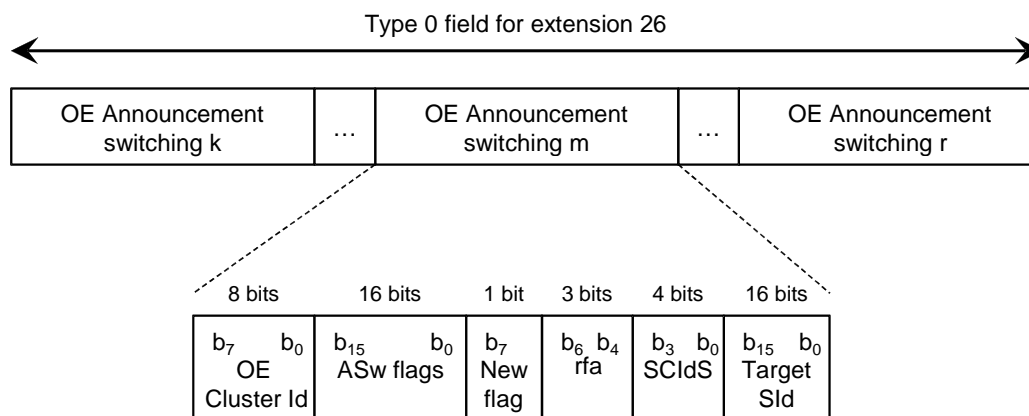 Type 0 field for extension 26
OE Announcement switching k
…
OE Announcement switching m
…
OE Announcement switching r
8 bits
16 bits
1 bit
3 bits
4 bits
16 bits
b7 b0
OE
Cluster Id
b15 b0
ASw flags
b7
New
flag
b6 b4
rfa
b3 b0
SCIdS
b15 b0
Target
SId